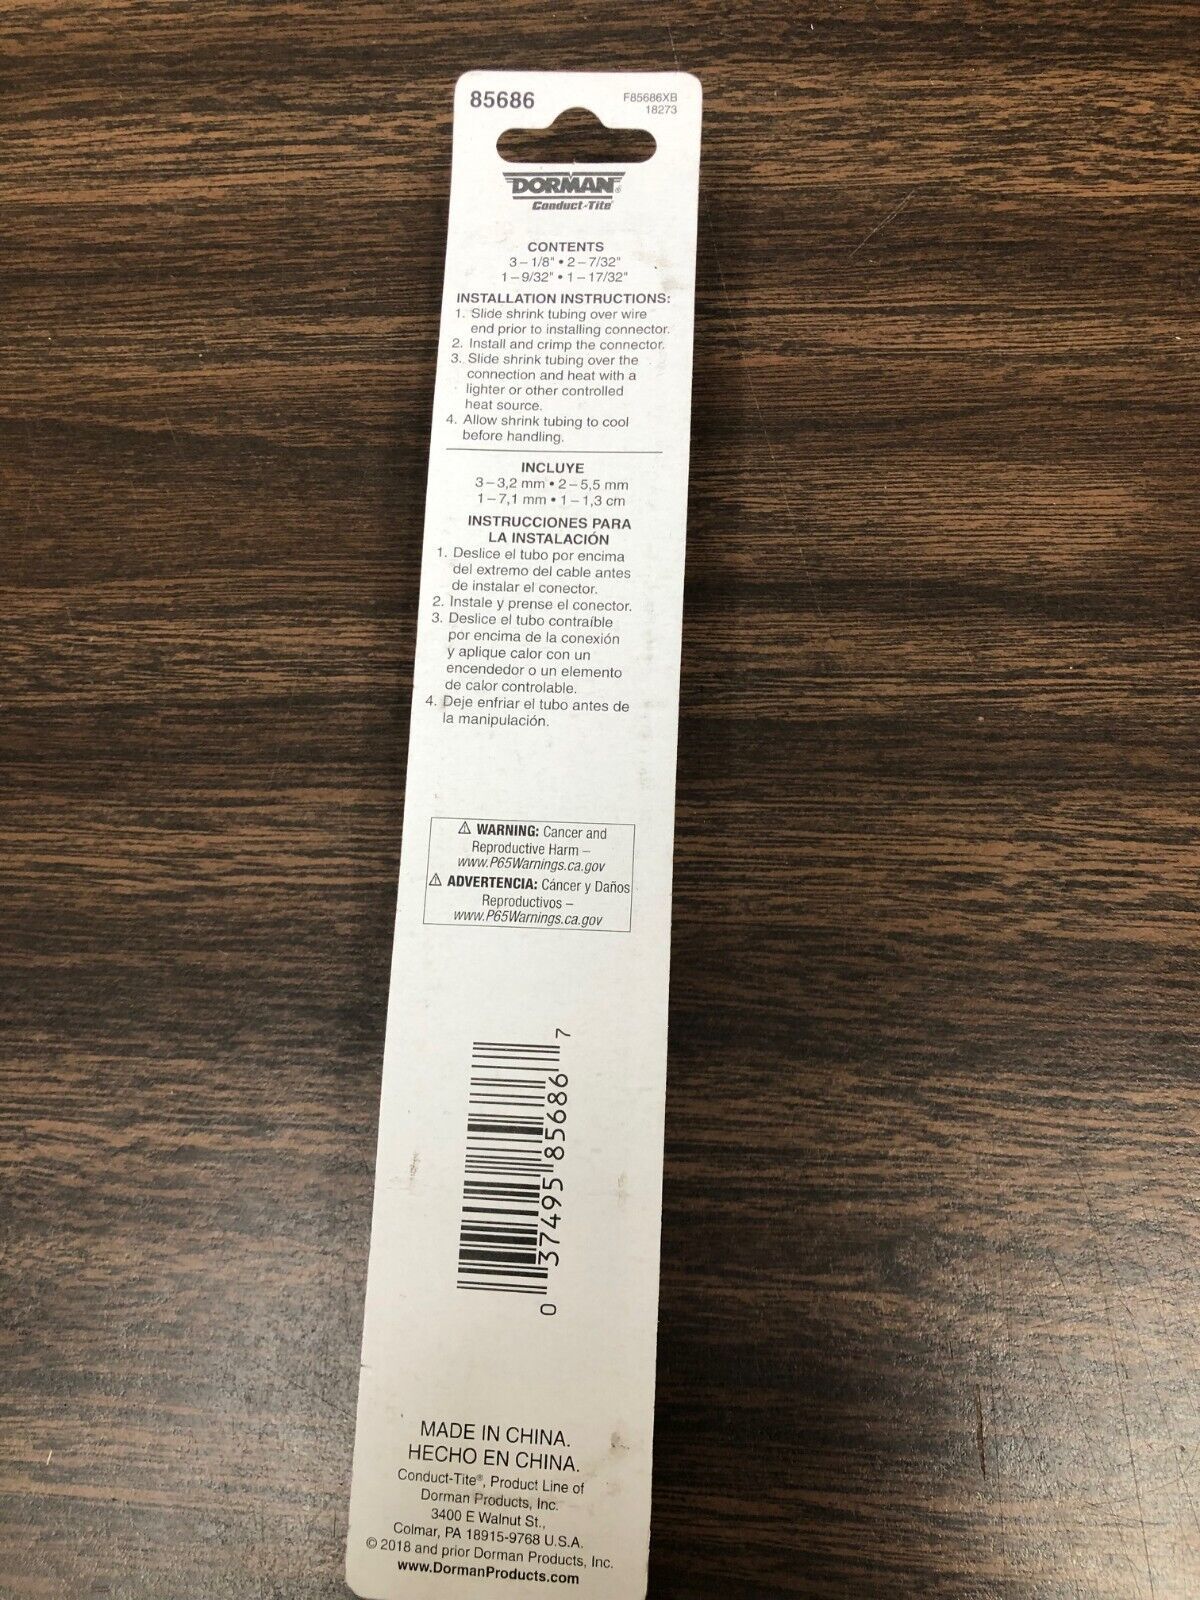 85686
F85686XB
18273
DORMAN®
Conduct-Tite®
CONTENTS
3 – 1/8" • 2 – 7/32"
1 – 9/32" • 1 – 17/32"
INSTALLATION INSTRUCTIONS:
1. Slide shrink tubing over wire
end prior to installing connector.
2. Install and crimp the connector.
3. Slide shrink tubing over the
connection and heat with a
lighter or other controlled
heat source.
4. Allow shrink tubing to cool
before handling.
INCLUYE
3 – 3,2 mm • 2 – 5,5 mm
1 – 7,1 mm • 1 – 1,3 cm
INSTRUCCIONES PARA
LA INSTALACIÓN
1. Deslice el tubo por encima
del extremo del cable antes
de instalar el conector.
2. Instale y prense el conector.
3. Deslice el tubo contraíble
por encima de la conexión
y aplique calor con un
encendedor o un elemento
de calor controlable.
4. Deje enfriar el tubo antes de
la manipulación.
⚠ WARNING: Cancer and
Reproductive Harm –
www.P65Warnings.ca.gov
⚠ ADVERTENCIA: Cáncer y Daños
Reproductivos –
www.P65Warnings.ca.gov
0 37495 85686 7
MADE IN CHINA.
HECHO EN CHINA.
Conduct-Tite®, Product Line of
Dorman Products, Inc.
3400 E Walnut St.,
Colmar, PA 18915-9768 U.S.A.
© 2018 and prior Dorman Products, Inc.
www.DormanProducts.com